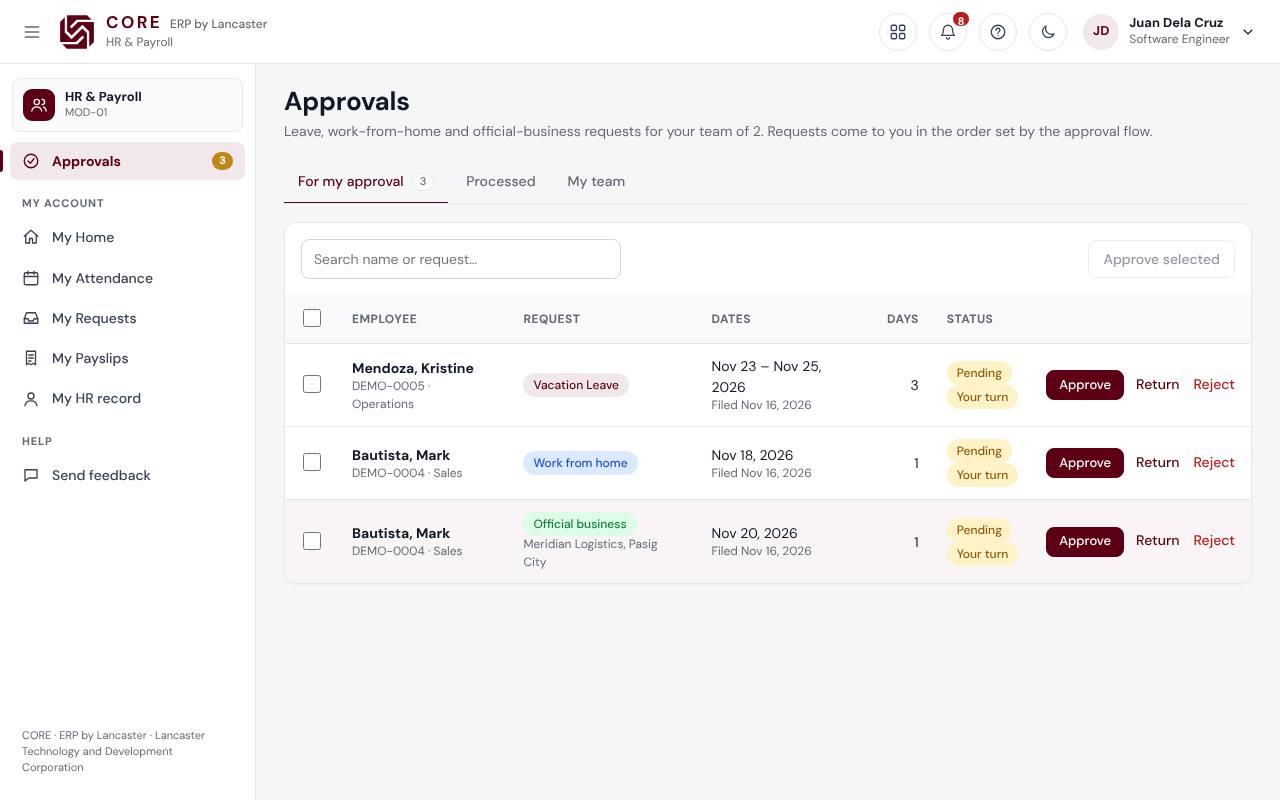 CORE ERP by Lancaster
HR & Payroll
8
JD
Juan Dela Cruz
Software Engineer
HR & Payroll
MOD-01
Approvals 3
MY ACCOUNT
My Home
My Attendance
My Requests
My Payslips
My HR record
HELP
Send feedback
CORE · ERP by Lancaster · Lancaster
Technology and Development
Corporation
Approvals
Leave, work-from-home and official-business requests for your team of 2. Requests come to you in the order set by the approval flow.
For my approval 3 Processed My team
Search name or request... Approve selected
EMPLOYEE REQUEST DATES DAYS STATUS
Mendoza, Kristine
DEMO-0005 ·
Operations
Vacation Leave
Nov 23 – Nov 25,
2026
Filed Nov 16, 2026
3
Pending
Your turn
Approve Return Reject
Bautista, Mark
DEMO-0004 · Sales
Work from home
Nov 18, 2026
Filed Nov 16, 2026
1
Pending
Your turn
Approve Return Reject
Bautista, Mark
DEMO-0004 · Sales
Official business
Meridian Logistics, Pasig
City
Nov 20, 2026
Filed Nov 16, 2026
1
Pending
Your turn
Approve Return Reject